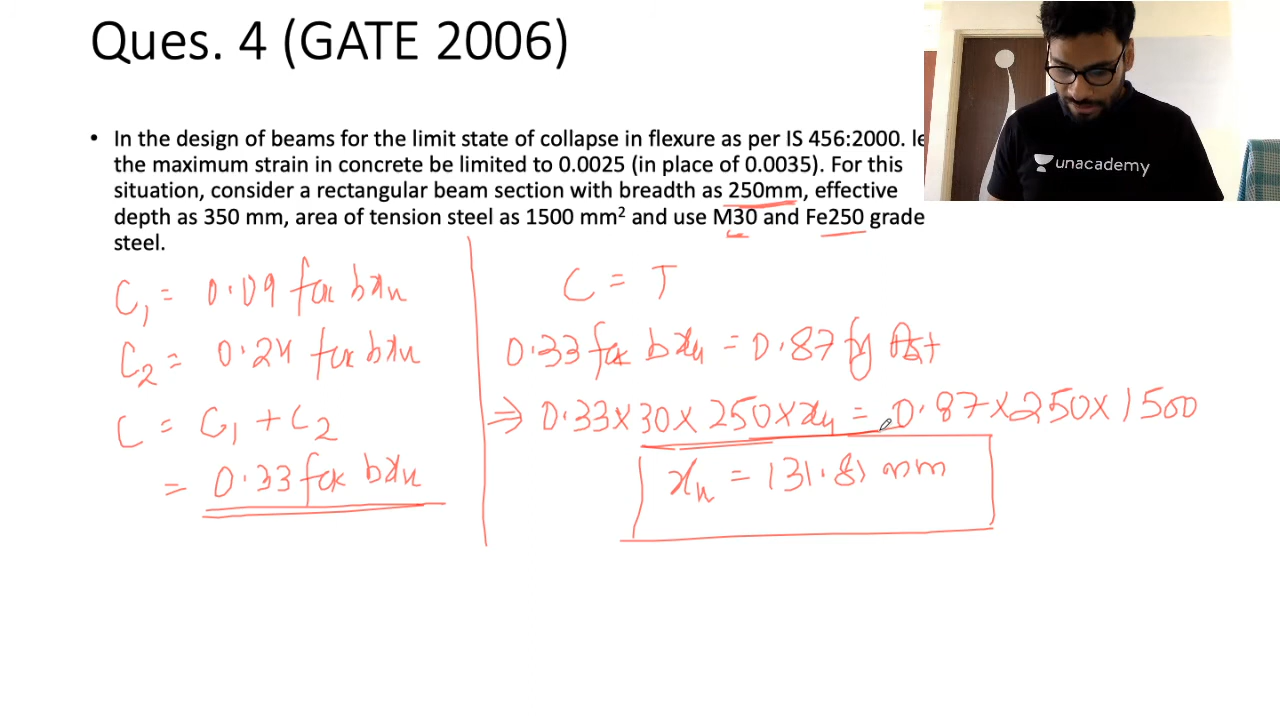 Ques. 4 (GATE 2006)
unacademy
• In the design of beams for the limit state of collapse in flexure as per IS 456:2000. le
the maximum strain in concrete be limited to 0.0025 (in place of 0.0035). For this
situation, consider a rectangular beam section with breadth as 250mm, effective
depth as 350 mm, area of tension steel as 1500 mm² and use M30 and Fe250 grade
steel.
C₁ = 0.09 fck bxu
C₂ = 0.24 fck bxu
C = C₁ + C₂
= 0.33 fck bxu
C = T
0.33 fck bxu = 0.87 fy Ast
⇒ 0.33 × 30 × 250 × xu = 0.87 × 250 × 1500
xu = 131.81 mm